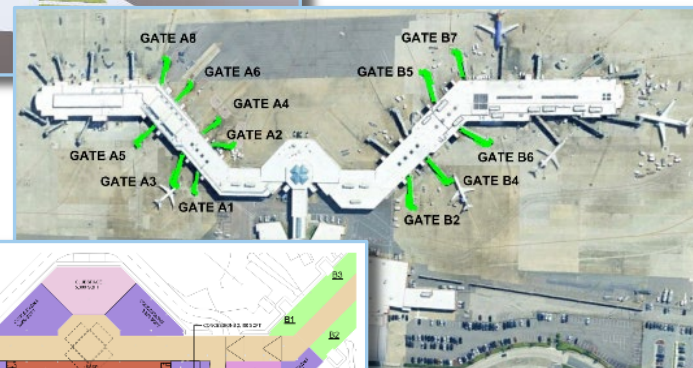 GATE A8
GATE B7
GATE A6
GATE B5
GATE A4
GATE A2
GATE A5
GATE A3
GATE A1
GATE B6
GATE B4
GATE B2
B3
B1
B2